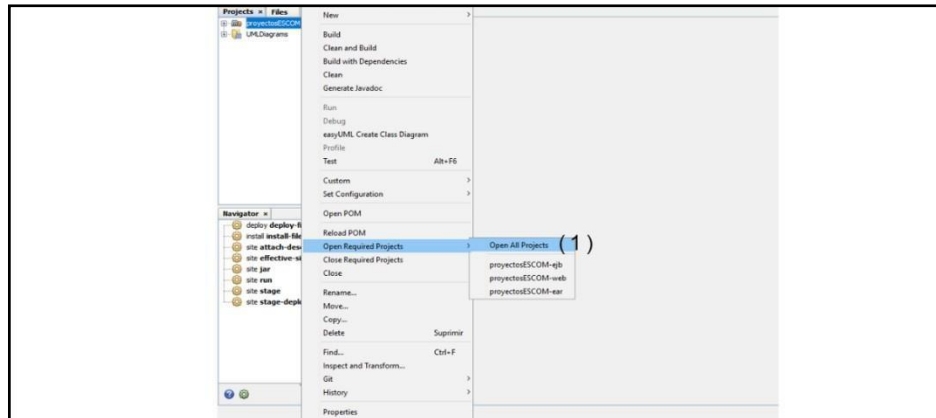 Projects × Files
proyectosESCOM
UMLDiagrams
New
Build
Clean and Build
Build with Dependencies
Clean
Generate Javadoc
Run
Debug
easyUML Create Class Diagram
Profile
Test Alt+F6
Custom
Set Configuration
Open POM
Reload POM
Open Required Projects
Close Required Projects
Close
Rename...
Move...
Copy...
Delete Suprimir
Find... Ctrl+F
Inspect and Transform...
Git
History
Properties
Open All Projects (1)
proyectosESCOM-ejb
proyectosESCOM-web
proyectosESCOM-ear
Navigator ×
deploy deploy-fi
install install-file
site attach-des
site effective-si
site jar
site run
site stage
site stage-depl